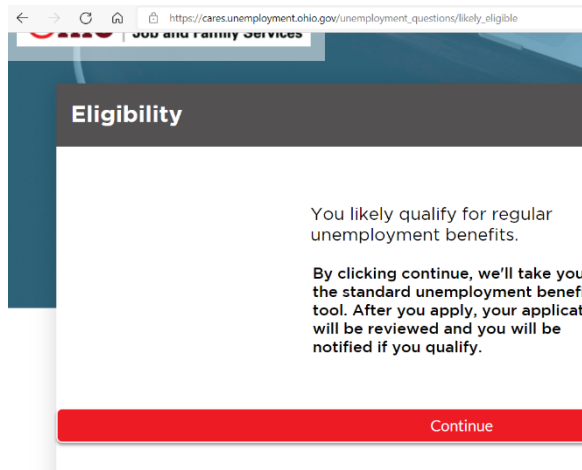 https://cares.unemployment.ohio.gov/unemployment_questions/likely_eligible
Job and Family Services
Eligibility
You likely qualify for regular
unemployment benefits.
By clicking continue, we'll take you
the standard unemployment benefi
tool. After you apply, your applicat
will be reviewed and you will be
notified if you qualify.
Continue